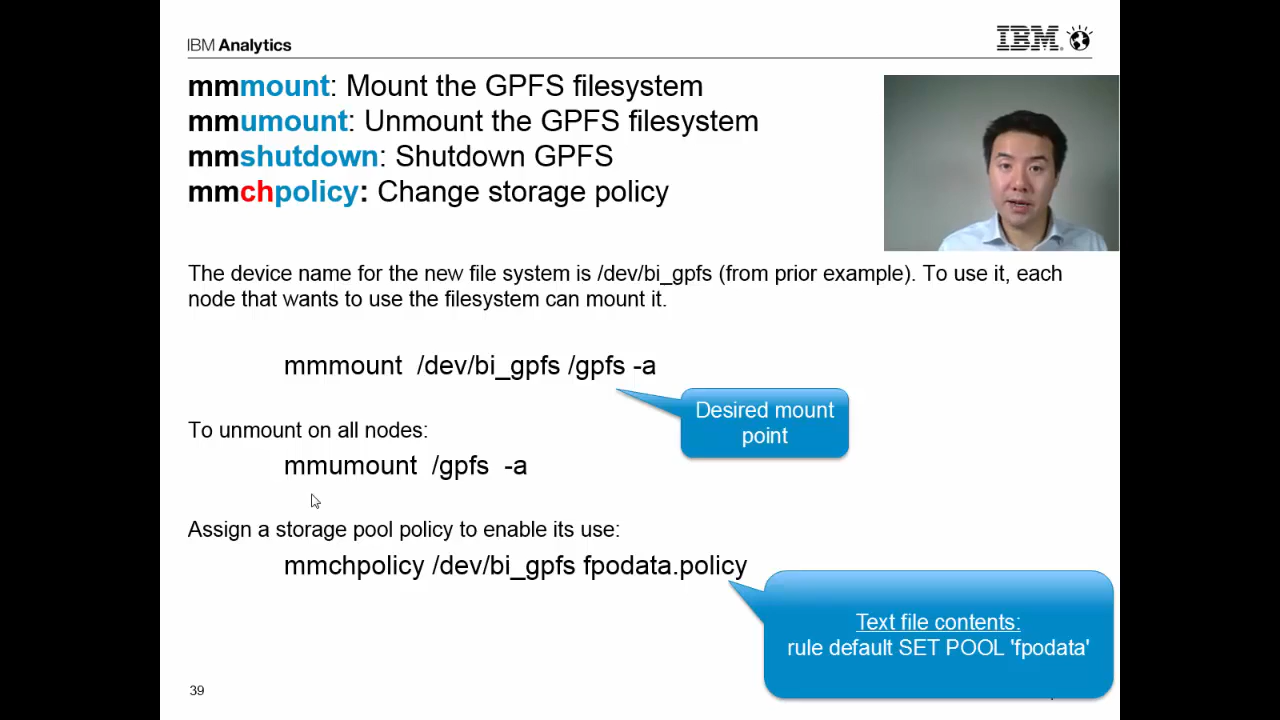 IBM Analytics
IBM
mmmount: Mount the GPFS filesystem
mmumount: Unmount the GPFS filesystem
mmshutdown: Shutdown GPFS
mmchpolicy: Change storage policy
The device name for the new file system is /dev/bi_gpfs (from prior example). To use it, each
node that wants to use the filesystem can mount it.
mmmount  /dev/bi_gpfs /gpfs -a
Desired mount
point
To unmount on all nodes:
mmumount  /gpfs  -a
Assign a storage pool policy to enable its use:
mmchpolicy /dev/bi_gpfs fpodata.policy
Text file contents:
rule default SET POOL 'fpodata'
39